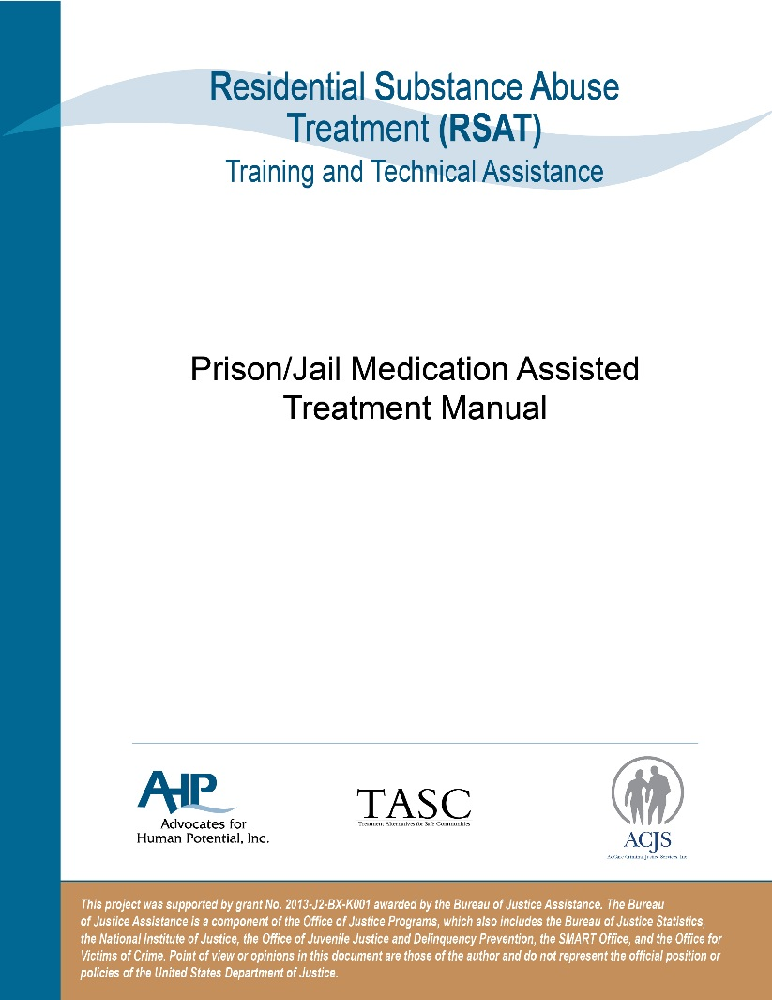 Residential Substance Abuse
Treatment (RSAT)
Training and Technical Assistance
Prison/Jail Medication Assisted
Treatment Manual
AHP
Advocates for
Human Potential, Inc.
TASC
Treatment Alternatives for Safe Communities
ACJS
AdCare Criminal Justice Services, Inc.
This project was supported by grant No. 2013-J2-BX-K001 awarded by the Bureau of Justice Assistance. The Bureau
of Justice Assistance is a component of the Office of Justice Programs, which also includes the Bureau of Justice Statistics,
the National Institute of Justice, the Office of Juvenile Justice and Delinquency Prevention, the SMART Office, and the Office for
Victims of Crime. Point of view or opinions in this document are those of the author and do not represent the official position or
policies of the United States Department of Justice.